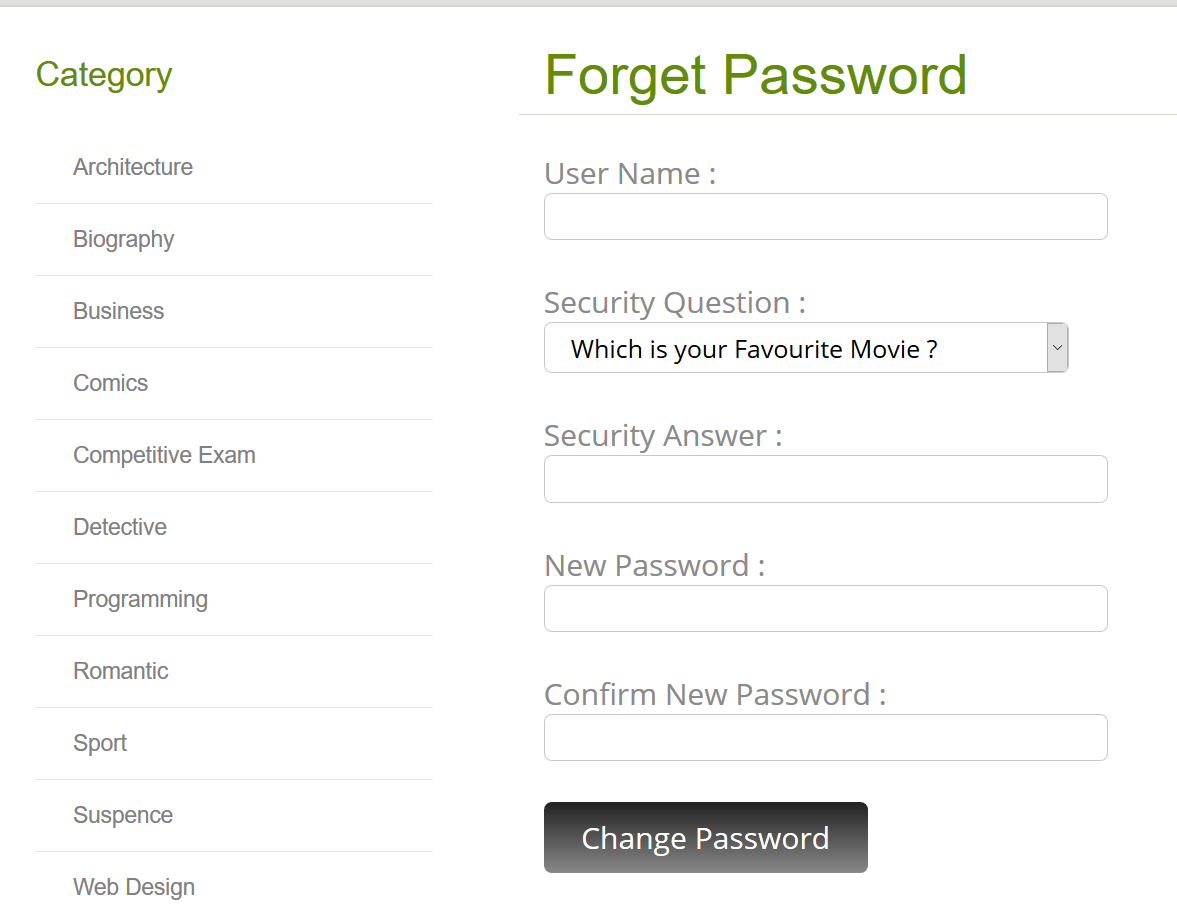 Category
Architecture
Biography
Business
Comics
Competitive Exam
Detective
Programming
Romantic
Sport
Suspence
Web Design
Forget Password
User Name :
Security Question :
Which is your Favourite Movie ?
Security Answer :
New Password :
Confirm New Password :
Change Password